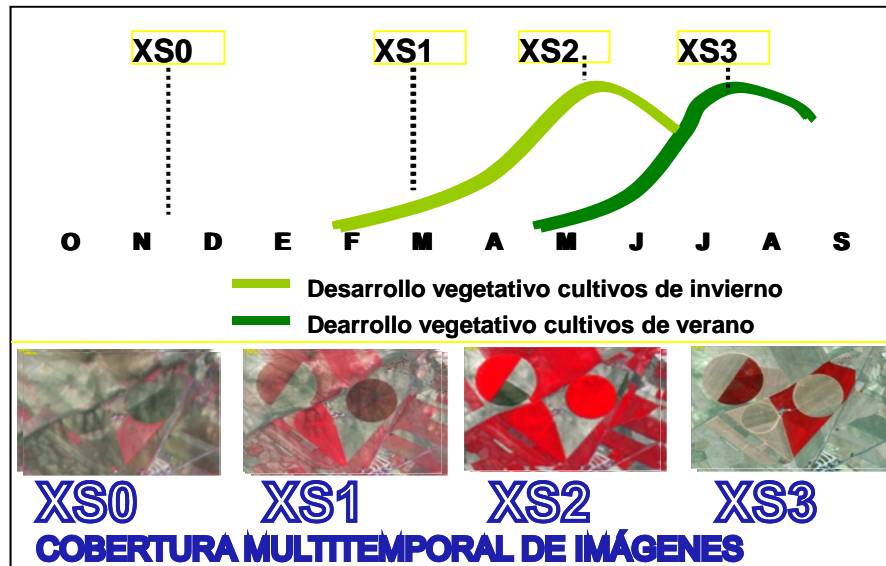 XS0 XS1 XS2 XS3
O N D E F M A M J J A S
Desarrollo vegetativo cultivos de invierno
Dearrollo vegetativo cultivos de verano
XS0 XS1 XS2 XS3
COBERTURA MULTITEMPORAL DE IMÁGENES